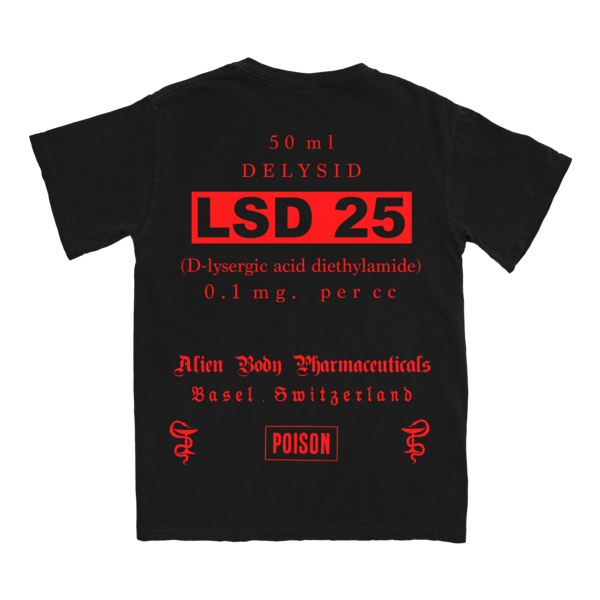 50 ml
DELYSID
LSD 25
(D-lysergic acid diethylamide)
0.1 mg. per cc
Alien Body Pharmaceuticals
Basel. Switzerland
POISON